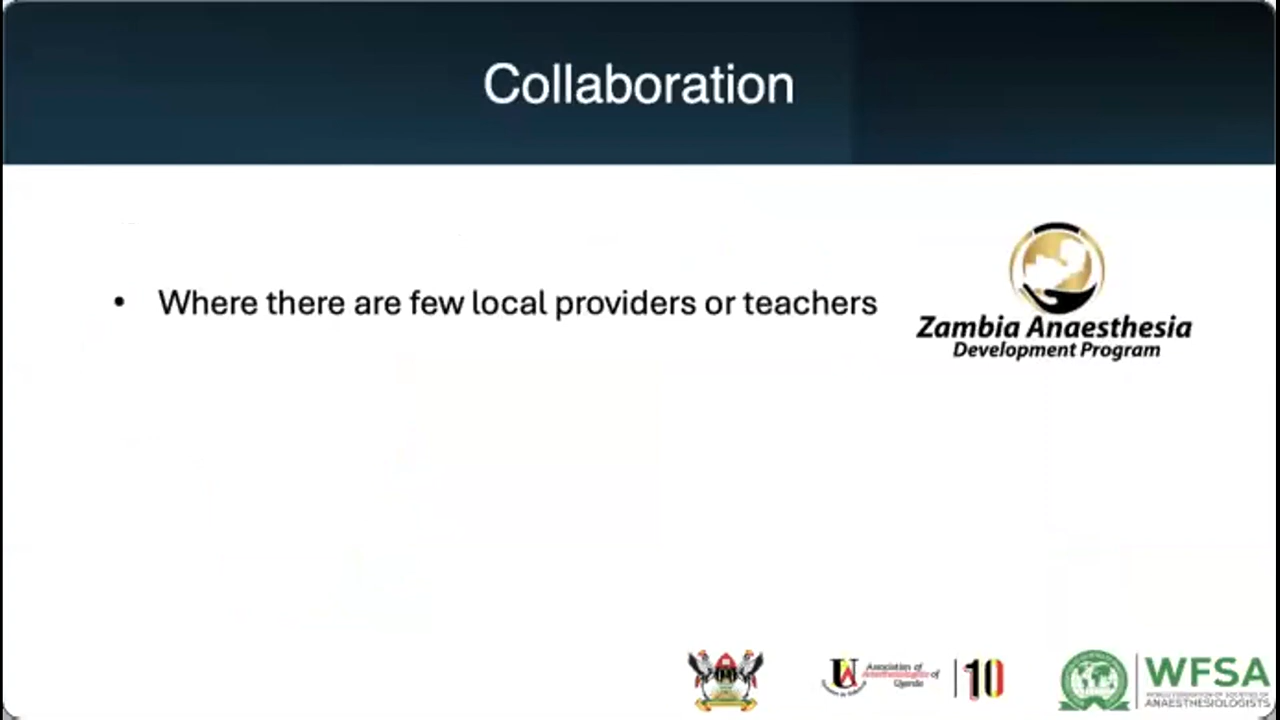 Collaboration
• Where there are few local providers or teachers
Zambia Anaesthesia
Development Program
Association of
Anaesthesiologists of
Uganda
10
WFSA
WORLD FEDERATION OF SOCIETIES OF
ANAESTHESIOLOGISTS